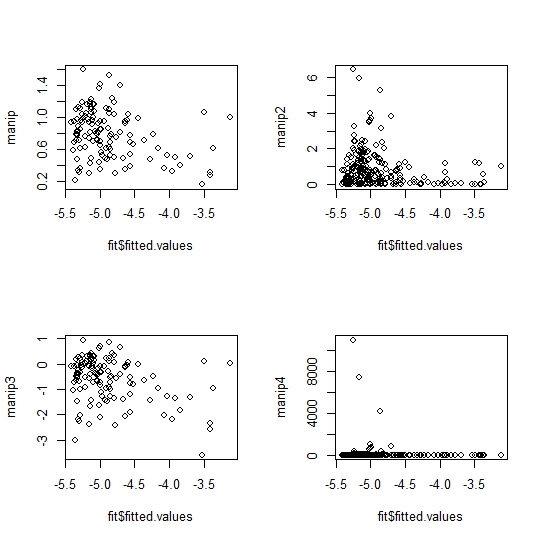 manip
0.2 0.6 1.0 1.4
-5.5 -5.0 -4.5 -4.0 -3.5
fit$fitted.values
manip2
0 2 4 6
-5.5 -5.0 -4.5 -4.0 -3.5
fit$fitted.values
manip3
-3 -2 -1 0 1
-5.5 -5.0 -4.5 -4.0 -3.5
fit$fitted.values
manip4
0 4000 8000
-5.5 -5.0 -4.5 -4.0 -3.5
fit$fitted.values